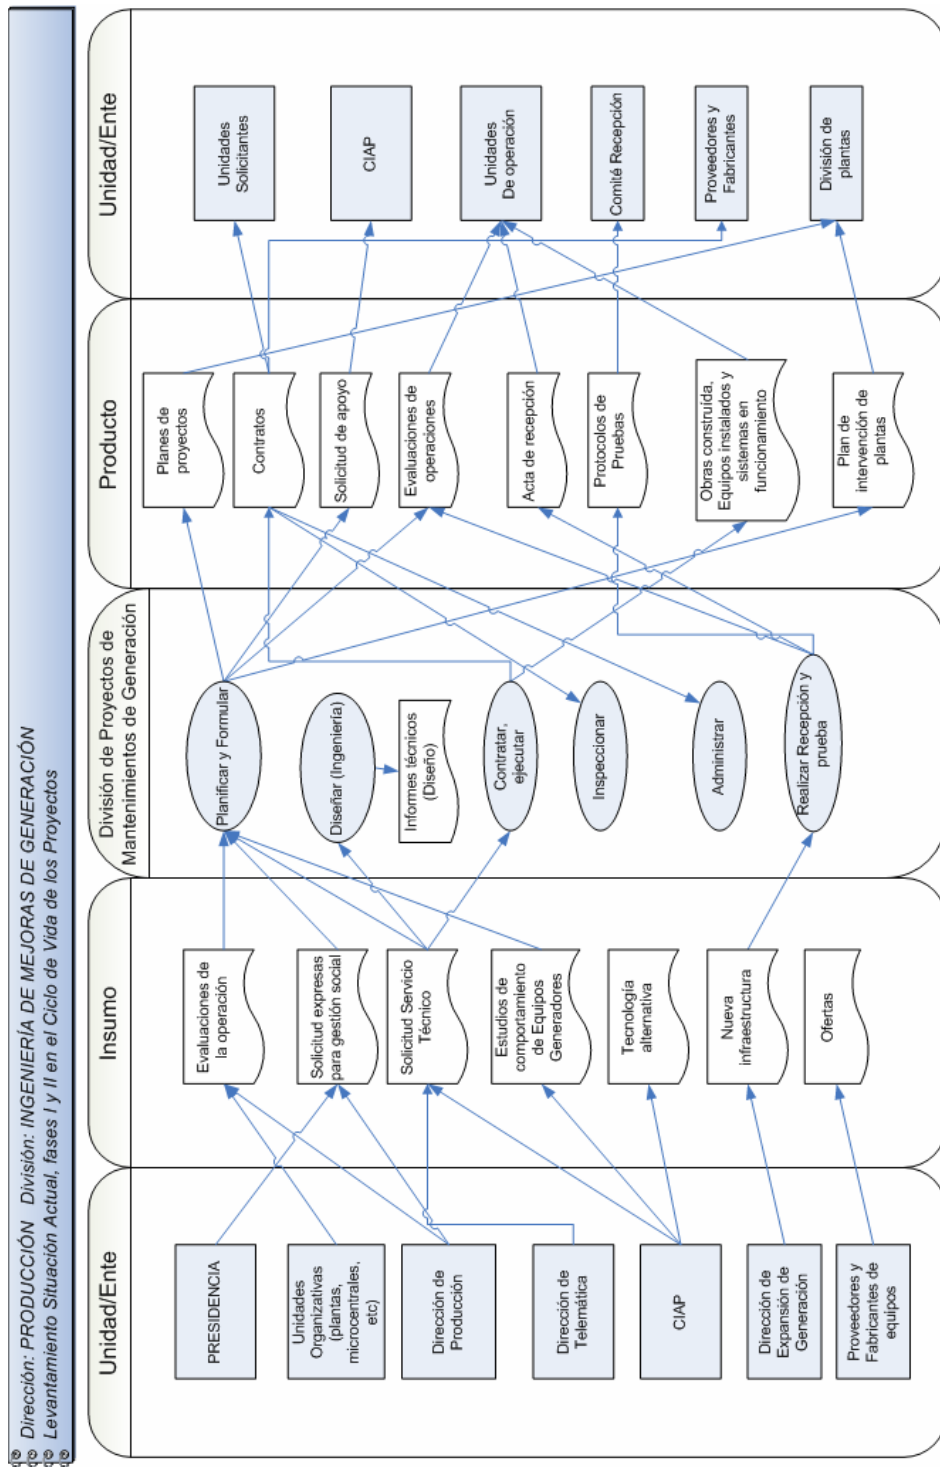 Dirección: PRODUCCIÓN División: INGENIERÍA DE MEJORAS DE GENERACIÓN
Levantamiento Situación Actual, fases I y II en el Ciclo de Vida de los Proyectos
Unidad/Ente
PRESIDENCIA
Unidades
Organizativas
(plantas,
microcentrales,
etc)
Dirección de
Producción
Dirección de
Telemática
CIAP
Dirección de
Expansión de
Generación
Proveedores y
Fabricantes de
equipos
Insumo
Evaluaciones de
la operación
Solicitud expresas
para gestión social
Solicitud Servicio
Técnico
Estudios de
comportamiento
de Equipos
Generadores
Tecnología
alternativa
Nueva
infraestructura
Ofertas
División de Proyectos de
Mantenimientos de Generación
Planificar y Formular
Diseñar (Ingeniería)
Informes técnicos
(Diseño)
Contratar,
ejecutar
Inspeccionar
Administrar
Realizar Recepción y
prueba
Producto
Planes de
proyectos
Contratos
Solicitud de apoyo
Evaluaciones de
operaciones
Acta de recepción
Protocolos de
Pruebas
Obras construída,
Equipos instalados y
sistemas en
funcionamiento
Plan de
intervención de
plantas
Unidad/Ente
Unidades
Solicitantes
CIAP
Unidades
De operación
Comité Recepción
Proveedores y
Fabricantes
División de
plantas